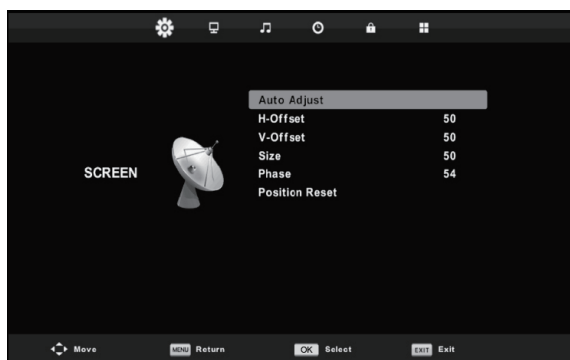 Auto Adjust
H-Offset 50
V-Offset 50
Size 50
SCREEN
Phase 54
Position Reset
Move MENU Return OK Select EXIT Exit